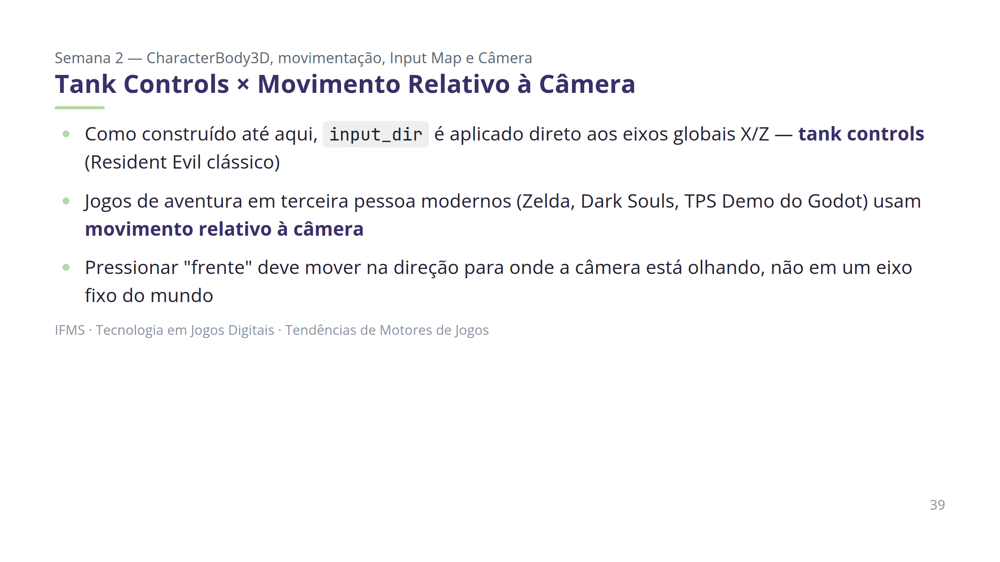 Semana 2 — CharacterBody3D, movimentação, Input Map e Câmera
Tank Controls × Movimento Relativo à Câmera
Como construído até aqui, input_dir é aplicado direto aos eixos globais X/Z — tank controls
(Resident Evil clássico)
Jogos de aventura em terceira pessoa modernos (Zelda, Dark Souls, TPS Demo do Godot) usam
movimento relativo à câmera
Pressionar "frente" deve mover na direção para onde a câmera está olhando, não em um eixo
fixo do mundo
IFMS · Tecnologia em Jogos Digitais · Tendências de Motores de Jogos
39